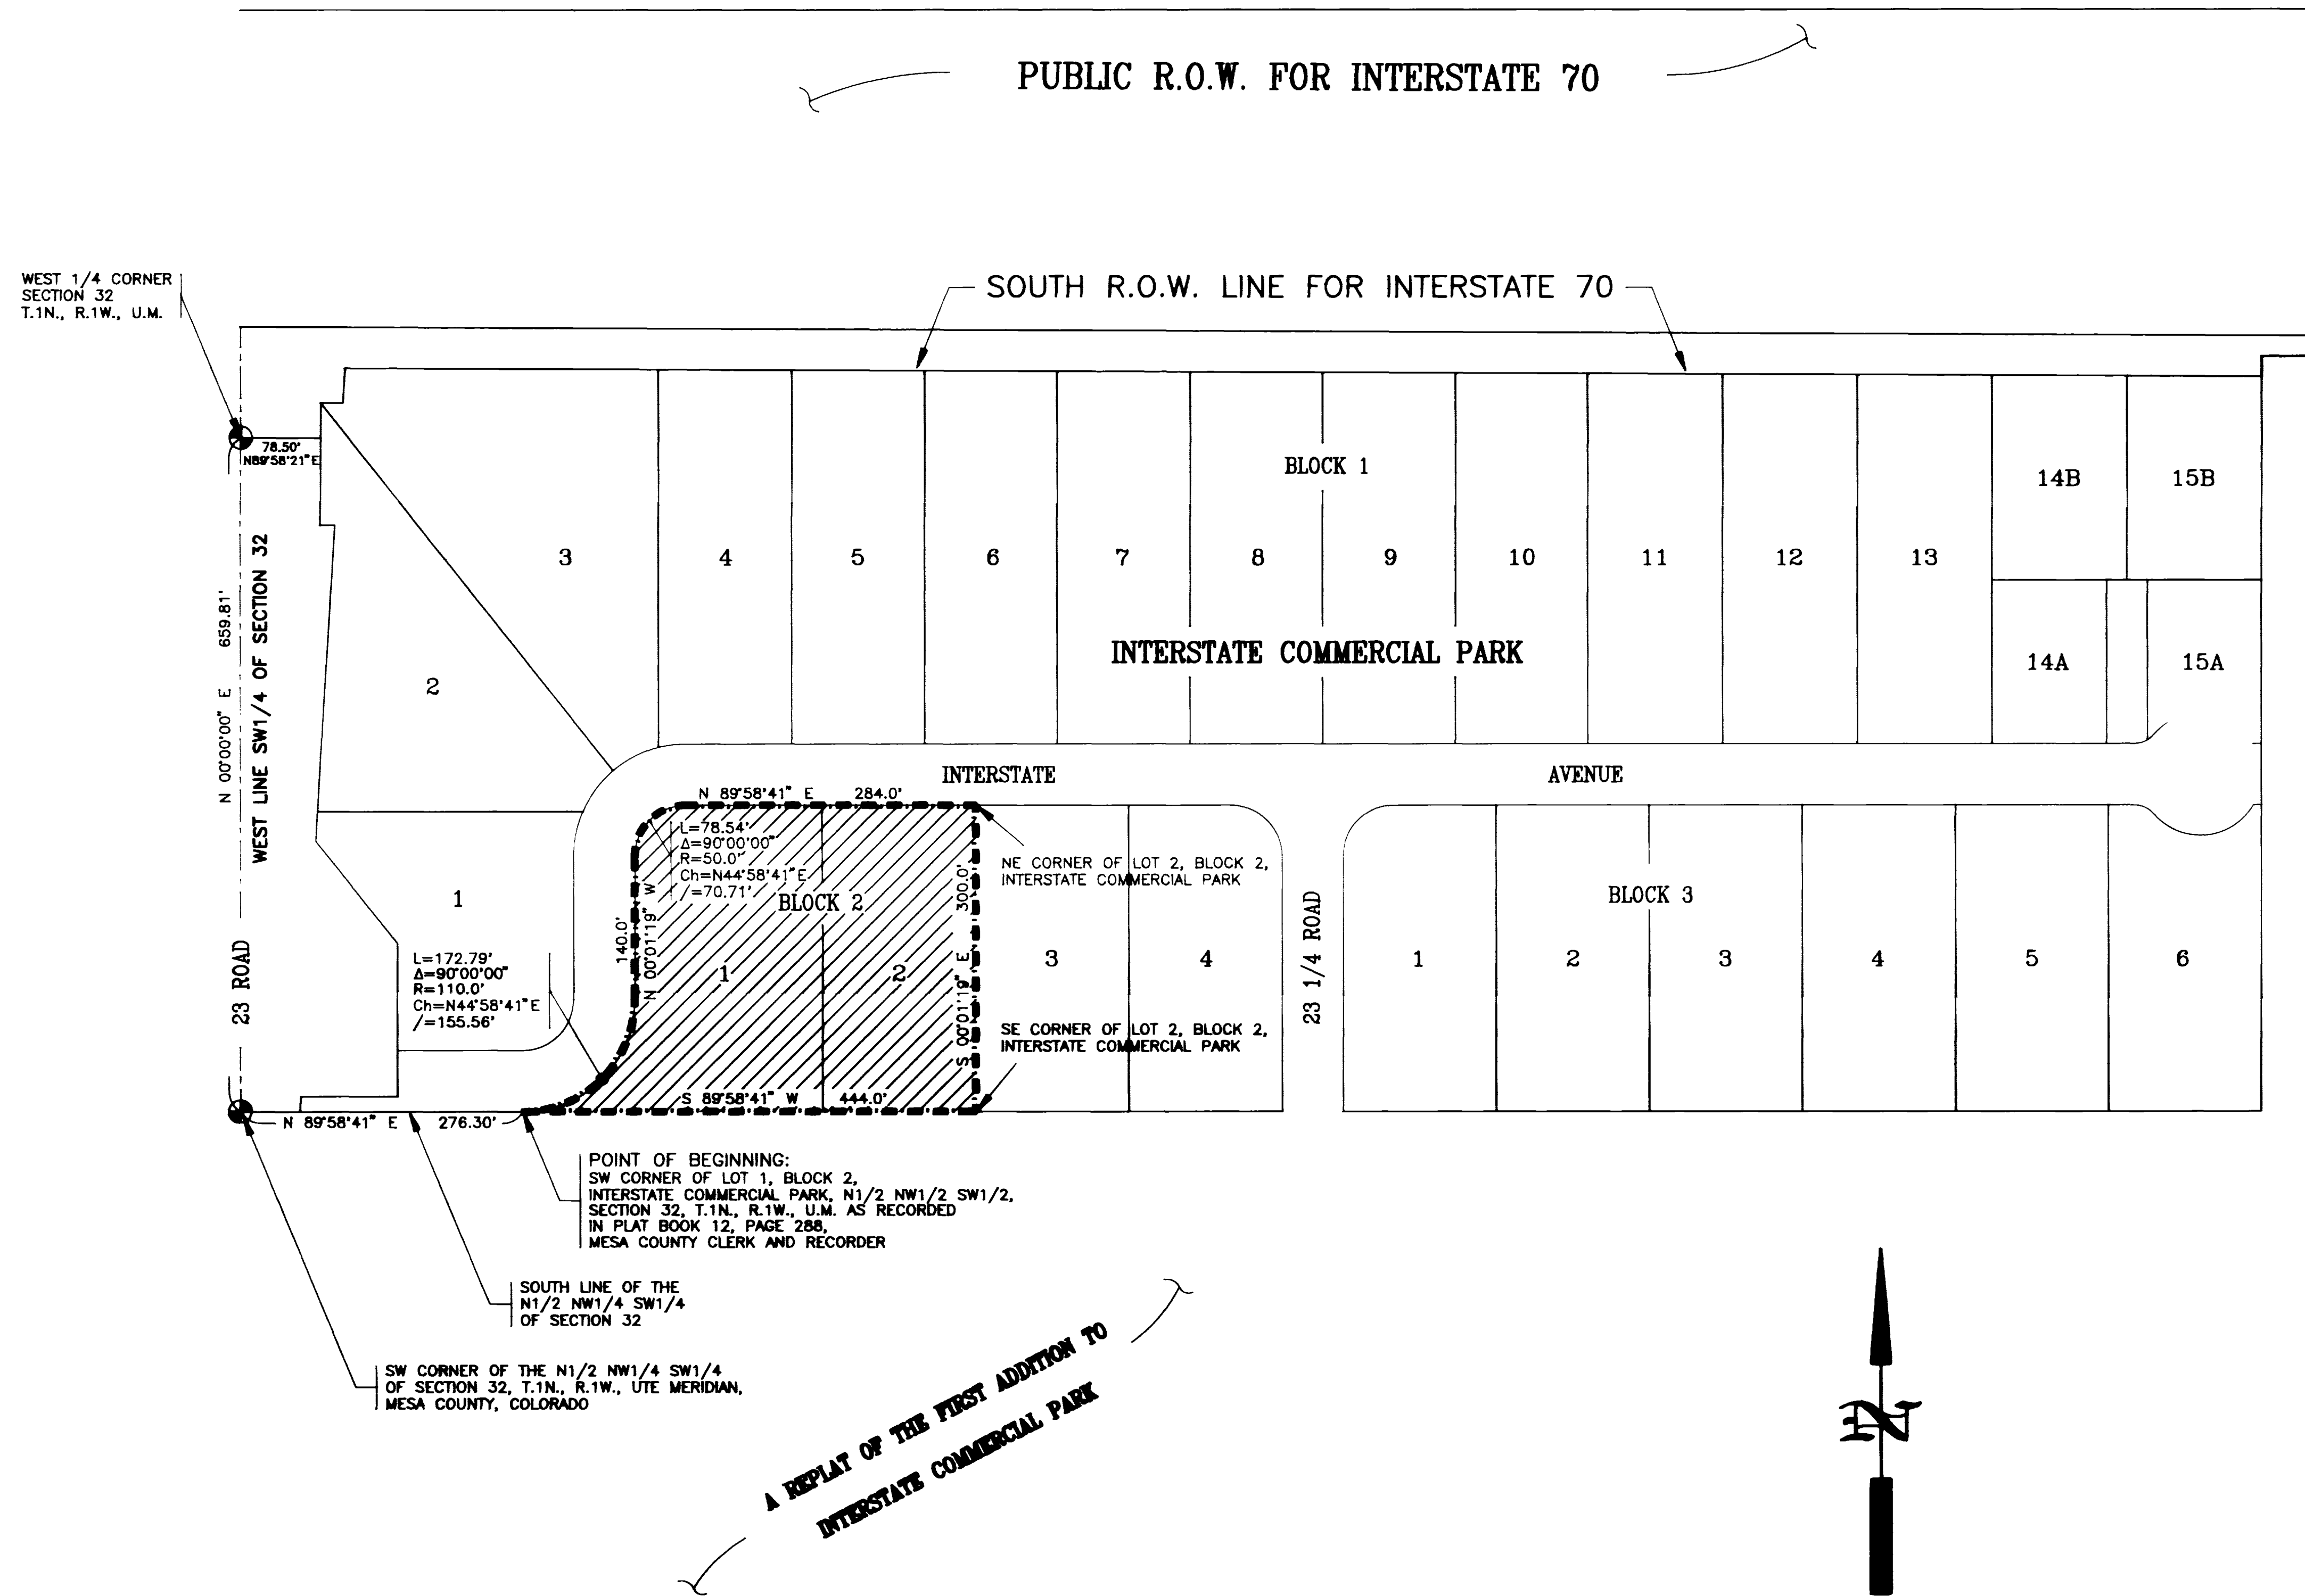 PUBLIC R.O.W. FOR INTERSTATE 70
WEST 1/4 CORNER
SECTION 32
T.1N., R.1W., U.M.
SOUTH R.O.W. LINE FOR INTERSTATE 70
78.50'
N89°58'21"E
BLOCK 1
14B
15B
3
4
5
6
7
8
9
10
11
12
13
INTERSTATE COMMERCIAL PARK
14A
15A
2
N 00°00'00" E 659.81'
WEST LINE SW1/4 OF SECTION 32
23 ROAD
INTERSTATE AVENUE
N 89°58'41" E 284.0'
L=78.54'
Δ=90°00'00"
R=50.0'
Ch=N44°58'41"E
/=70.71'
BLOCK 2
140.0'
N 00°01'19" W
300.0'
S 00°01'19" E
NE CORNER OF LOT 2, BLOCK 2,
INTERSTATE COMMERCIAL PARK
BLOCK 3
1
L=172.79'
Δ=90°00'00"
R=110.0'
Ch=N44°58'41"E
/=155.56'
1
2
3
4
23 1/4 ROAD
1
2
3
4
5
6
SE CORNER OF LOT 2, BLOCK 2,
INTERSTATE COMMERCIAL PARK
S 89°58'41" W 444.0'
N 89°58'41" E 276.30'
POINT OF BEGINNING:
SW CORNER OF LOT 1, BLOCK 2,
INTERSTATE COMMERCIAL PARK, N1/2 NW1/2 SW1/2,
SECTION 32, T.1N., R.1W., U.M. AS RECORDED
IN PLAT BOOK 12, PAGE 288,
MESA COUNTY CLERK AND RECORDER
SOUTH LINE OF THE
N1/2 NW1/4 SW1/4
OF SECTION 32
SW CORNER OF THE N1/2 NW1/4 SW1/4
OF SECTION 32, T.1N., R.1W., UTE MERIDIAN,
MESA COUNTY, COLORADO
A REPLAT OF THE FIRST ADDITION TO
INTERSTATE COMMERCIAL PARK
N